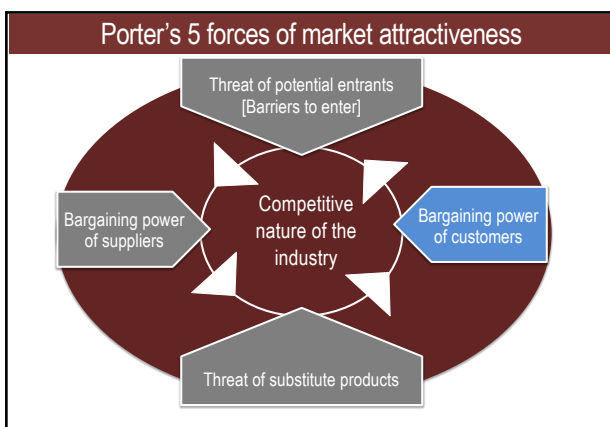 Porter's 5 forces of market attractiveness
Threat of potential entrants
[Barriers to enter]
Bargaining power
of suppliers
Competitive
nature of the
industry
Bargaining power
of customers
Threat of substitute products